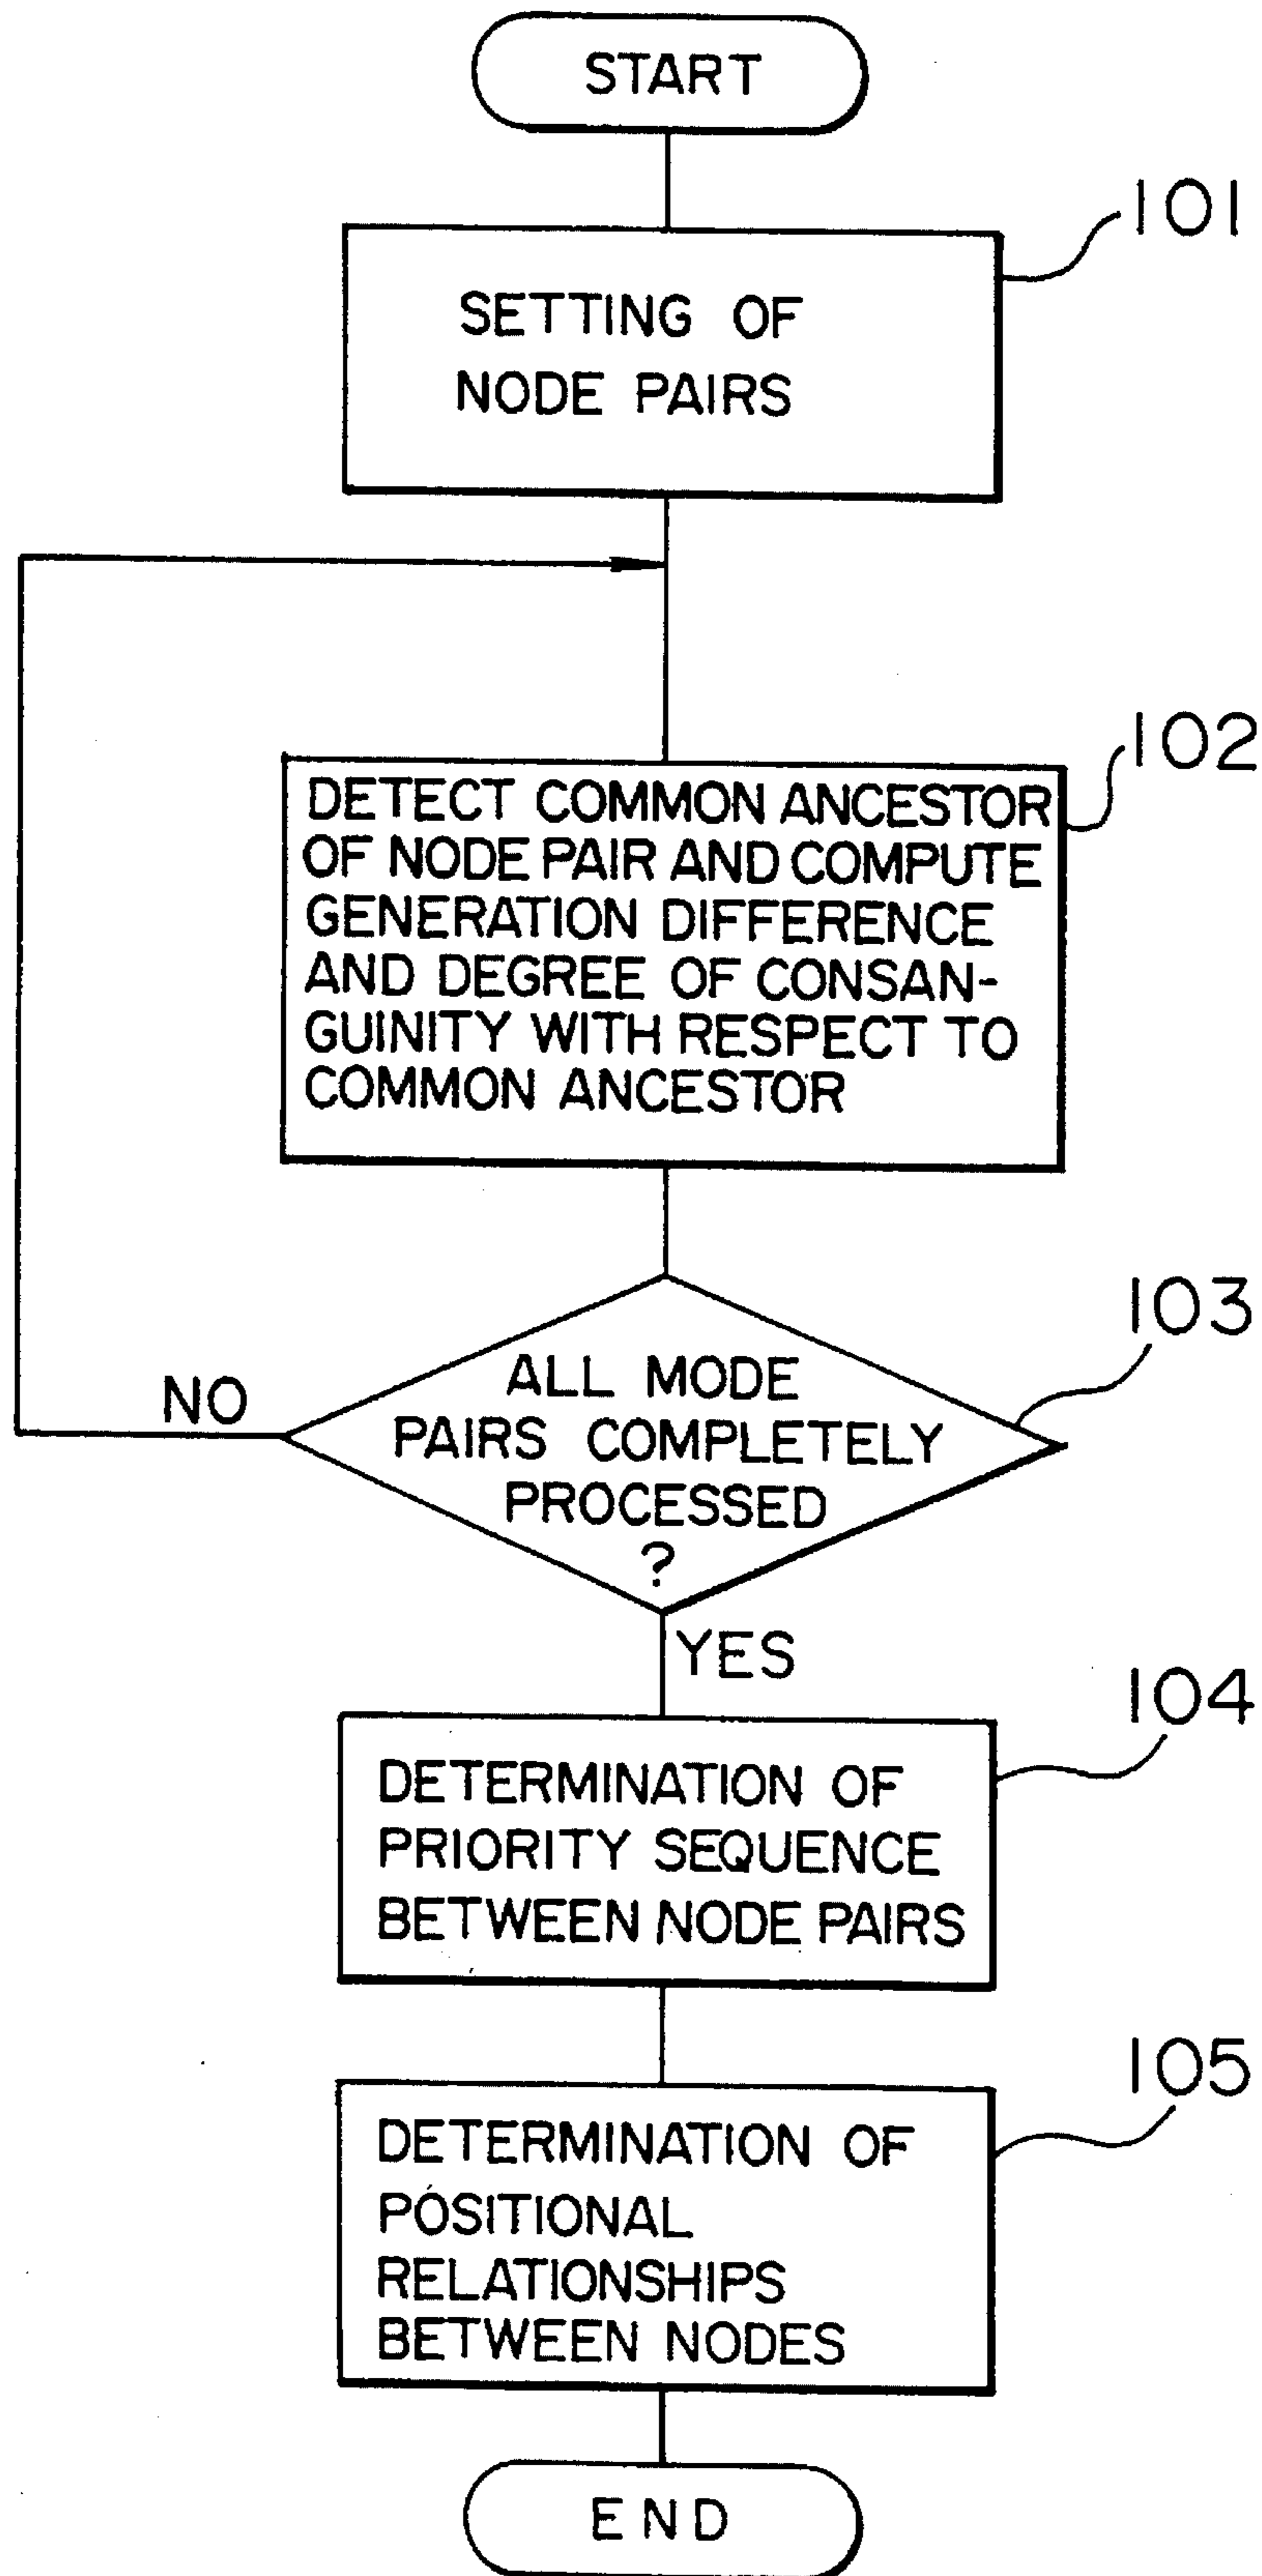 START
101
SETTING OF
NODE PAIRS
102
DETECT COMMON ANCESTOR
OF NODE PAIR AND COMPUTE
GENERATION DIFFERENCE
AND DEGREE OF CONSAN-
GUINITY WITH RESPECT TO
COMMON ANCESTOR
103
ALL MODE
PAIRS COMPLETELY
PROCESSED
?
NO
YES
104
DETERMINATION OF
PRIORITY SEQUENCE
BETWEEN NODE PAIRS
105
DETERMINATION OF
POSITIONAL
RELATIONSHIPS
BETWEEN NODES
END